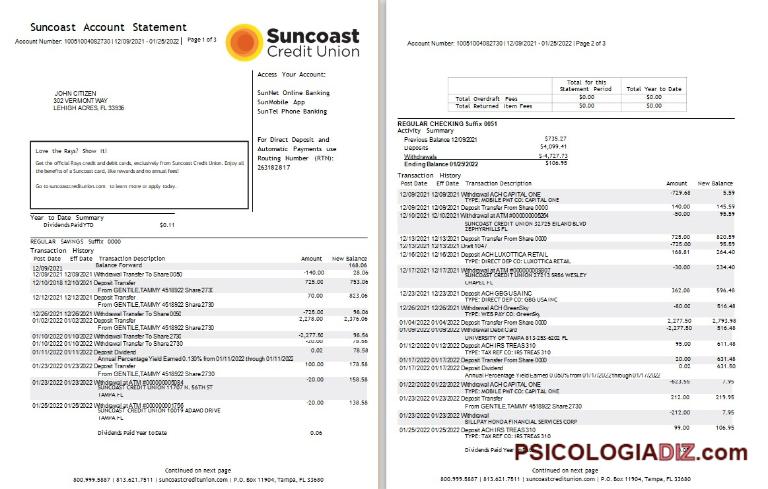 Suncoast Account Statement
Account Number: 10051004082730 | 12/09/2021 - 01/25/2022 | Page 1 of 3
Suncoast
Credit Union
JOHN CITIZEN
302 VERMONT WAY
LEHIGH ACRES, FL 33936
Access Your Account:
SunNet Online Banking
SunMobile App
SunTel Phone Banking
For Direct Deposit and
Automatic Payments use
Routing Number (RTN):
263182817
Love the Rays? Show It!
Get the official Rays credit and debit cards, exclusively from Suncoast Credit Union. Enjoy all
the benefits of a Suncoast card, like rewards and no annual fees!
Go to suncoastcreditunion.com to learn more or apply today.
Year to Date Summary
Dividends Paid YTD $0.11
REGULAR SAVINGS Suffix 0000
Transaction History
Post Date Eff Date Transaction Description Amount New Balance
12/09/2021 Balance Forward 168.06
12/09/2021 12/09/2021 Withdrawal Transfer To Share 0050 -140.00 28.06
12/10/2018 12/10/2021 Deposit Transfer 725.00 753.06
From GENTILE,TAMMY 4518922 Share 2730
12/12/2021 12/12/2021 Deposit Transfer 70.00 823.06
From GENTILE,TAMMY 4518922 Share 2730
12/26/2021 12/26/2021 Withdrawal Transfer To Share 0050 -725.00 98.06
01/02/2022 01/02/2022 Deposit Transfer 2,278.00 2,376.06
From GENTILE,TAMMY 4518922 Share 2730
01/10/2022 01/10/2022 Withdrawal Transfer To Share 2730 -2,277.50 98.56
01/10/2022 01/10/2022 Withdrawal Transfer To Share 2730 -20.00 78.56
01/11/2022 01/11/2022 Deposit Dividend 0.02 78.58
Annual Percentage Yield Earned 0.130% from 01/11/2022 through 01/11/2022
01/23/2022 01/23/2022 Deposit Transfer 100.00 178.58
From GENTILE,TAMMY 4518922 Share 2730
01/23/2022 01/23/2022 Withdrawal at ATM -20.00 158.58
SUNCOAST CREDIT UNION 11707 N. 56TH ST
TAMPA FL
01/25/2022 01/25/2022 Withdrawal at ATM -20.00 138.58
SUNCOAST CREDIT UNION 10019 ADAMO DRIVE
TAMPA FL
Dividends Paid Year to Date 0.06
Continued on next page
800.999.5887 | 813.621.7511 | suncoastcreditunion.com | P.O. Box 11904, Tampa, FL 33680
Account Number: 10051004082730 | 12/09/2021 - 01/25/2022 | Page 2 of 3
Total for this
Statement Period Total Year to Date
Total Overdraft Fees $0.00 $0.00
Total Returned Item Fees $0.00 $0.00
REGULAR CHECKING Suffix 0051
Activity Summary
Previous Balance 12/09/2021 $735.27
Deposits $4,099.41
Withdrawals $-4,727.73
Ending Balance 01/25/2022 $106.95
Transaction History
Post Date Eff Date Transaction Description Amount New Balance
12/09/2021 12/09/2021 Withdrawal ACH CAPITAL ONE -729.68 5.59
TYPE: MOBILE PMT CO: CAPITAL ONE
12/09/2021 12/09/2021 Deposit Transfer From Share 0000 140.00 145.59
12/10/2021 12/10/2021 Withdrawal at ATM -50.00 95.59
SUNCOAST CREDIT UNION 32725 EILAND BLVD
ZEPHYRHILLS FL
12/13/2021 12/13/2021 Deposit Transfer From Share 0000 725.00 820.59
12/13/2021 12/13/2021 Draft 1047 -725.00 95.59
12/16/2021 12/16/2021 Deposit ACH LUXOTTICA RETAIL 168.81 264.40
TYPE: DIRECT DEP CO: LUXOTTICA RETAIL
12/17/2021 12/17/2021 Withdrawal at ATM -30.00 234.40
SUNCOAST CREDIT UNION 27213 SR56 WESLEY
CHAPEL FL
12/23/2021 12/23/2021 Deposit ACH GBG USA INC 362.08 596.48
TYPE: DIRECT DEP CO: GBG USA INC
12/26/2021 12/26/2021 Withdrawal ACH GreenSky -80.00 516.48
TYPE: WEB PAY CO: GreenSky
01/04/2022 01/04/2022 Deposit Transfer From Share 0000 2,277.50 2,793.98
01/09/2022 01/09/2022 Withdrawal Debit Card -2,277.50 516.48
UNIVERSITY OF TAMPA 813-253-6202 FL
01/12/2022 01/12/2022 Deposit ACH IRS TREAS 310 95.00 611.48
TYPE: TAX REF CO: IRS TREAS 310
01/17/2022 01/17/2022 Deposit Transfer From Share 0000 20.00 631.48
01/17/2022 01/17/2022 Deposit Dividend 0.02 631.50
Annual Percentage Yield Earned 0.050% from 01/17/2022 through 01/17/2022
01/22/2022 01/22/2022 Withdrawal ACH CAPITAL ONE -623.55 7.95
TYPE: MOBILE PMT CO: CAPITAL ONE
01/23/2022 01/23/2022 Deposit Transfer 212.00 219.95
From GENTILE,TAMMY 4518922 Share 2730
01/23/2022 01/23/2022 Withdrawal -212.00 7.95
BILLPAY HONDA FINANCIAL SERVICES CORP
01/25/2022 01/25/2022 Deposit ACH IRS TREAS 310 99.00 106.95
TYPE: TAX REF CO: IRS TREAS 310
Dividends Paid Year to Date
PSICOLOGIADIZ.com
Continued on next page
800.999.5887 | 813.621.7511 | suncoastcreditunion.com | P.O. Box 11904, Tampa, FL 33680